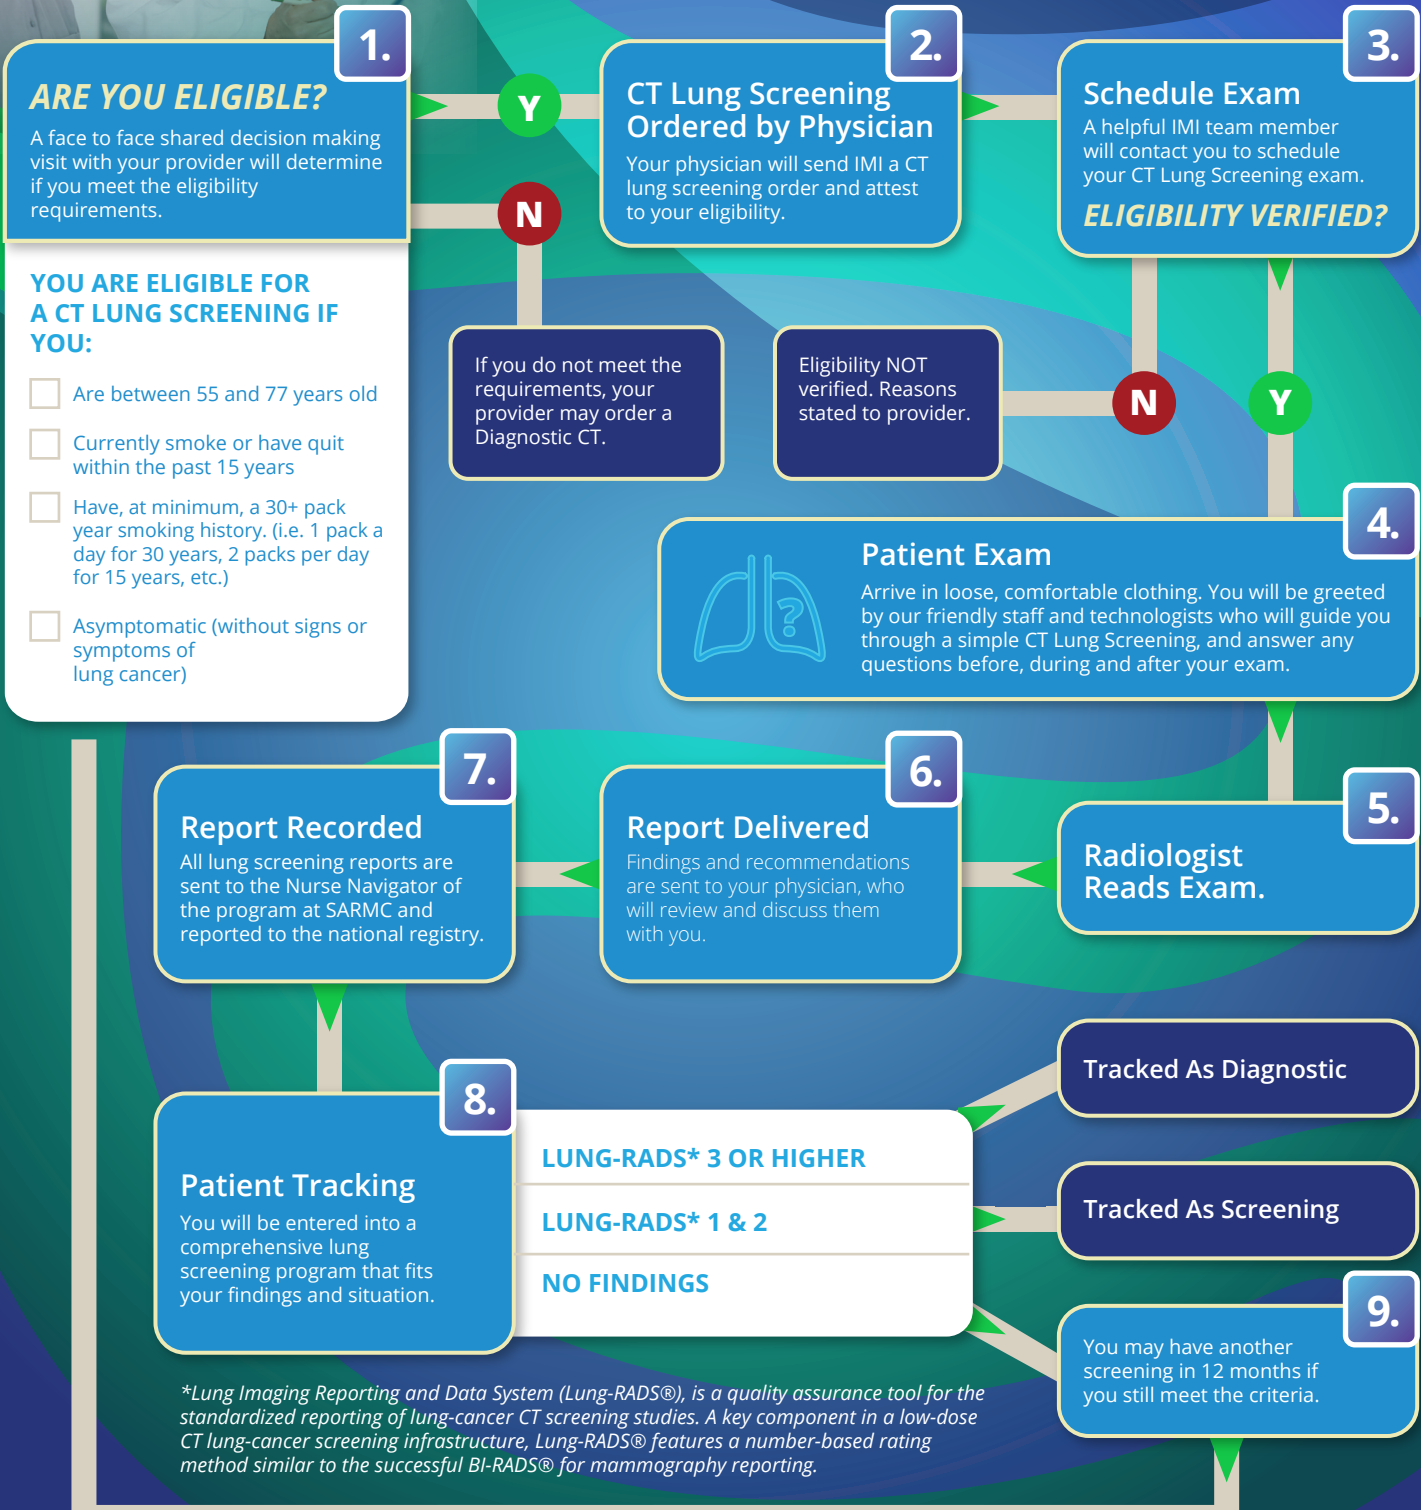 1.
ARE YOU ELIGIBLE?
A face to face shared decision making
visit with your provider will determine
if you meet the eligibility
requirements.
YOU ARE ELIGIBLE FOR
A CT LUNG SCREENING IF
YOU:
Are between 55 and 77 years old
Currently smoke or have quit
within the past 15 years
Have, at minimum, a 30+ pack
year smoking history. (i.e. 1 pack a
day for 30 years, 2 packs per day
for 15 years, etc.)
Asymptomatic (without signs or
symptoms of
lung cancer)
Y
N
If you do not meet the
requirements, your
provider may order a
Diagnostic CT.
2.
CT Lung Screening
Ordered by Physician
Your physician will send IMI a CT
lung screening order and attest
to your eligibility.
3.
Schedule Exam
A helpful IMI team member
will contact you to schedule
your CT Lung Screening exam.
ELIGIBILITY VERIFIED?
N
Y
Eligibility NOT
verified. Reasons
stated to provider.
4.
Patient Exam
Arrive in loose, comfortable clothing. You will be greeted
by our friendly staff and technologists who will guide you
through a simple CT Lung Screening, and answer any
questions before, during and after your exam.
?
5.
Radiologist
Reads Exam.
6.
Report Delivered
Findings and recommendations
are sent to your physician, who
will review and discuss them
with you.
7.
Report Recorded
All lung screening reports are
sent to the Nurse Navigator of
the program at SARMC and
reported to the national registry.
8.
Patient Tracking
You will be entered into a
comprehensive lung
screening program that fits
your findings and situation.
LUNG-RADS* 3 OR HIGHER
LUNG-RADS* 1 & 2
NO FINDINGS
Tracked As Diagnostic
Tracked As Screening
9.
You may have another
screening in 12 months if
you still meet the criteria.
*Lung Imaging Reporting and Data System (Lung-RADS®), is a quality assurance tool for the
standardized reporting of lung-cancer CT screening studies. A key component in a low-dose
CT lung-cancer screening infrastructure, Lung-RADS® features a number-based rating
method similar to the successful BI-RADS® for mammography reporting.